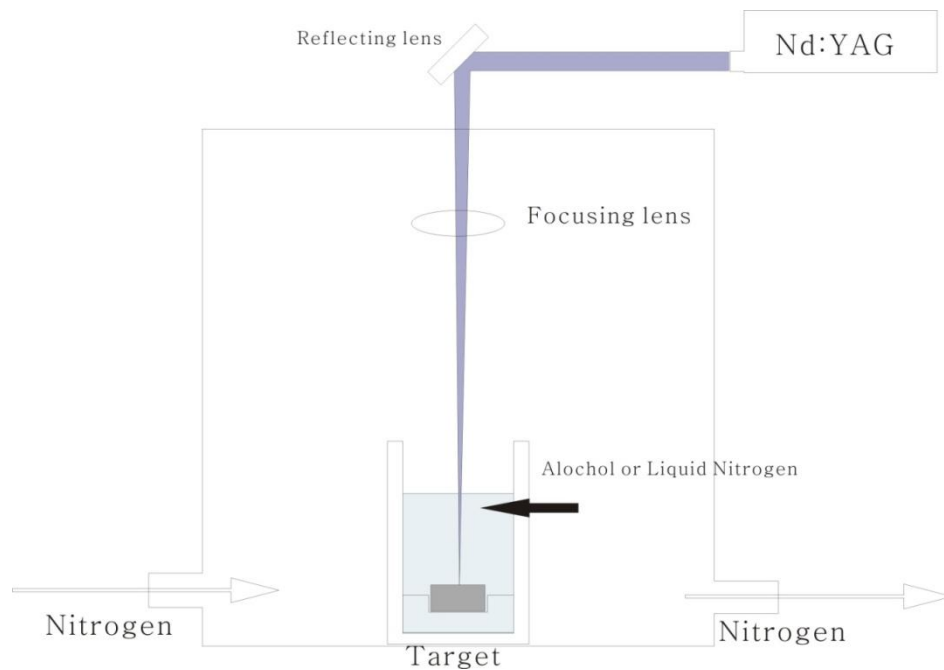 Reflecting lens
Nd:YAG
Focusing lens
Alochol or Liquid Nitrogen
Nitrogen
Nitrogen
Target